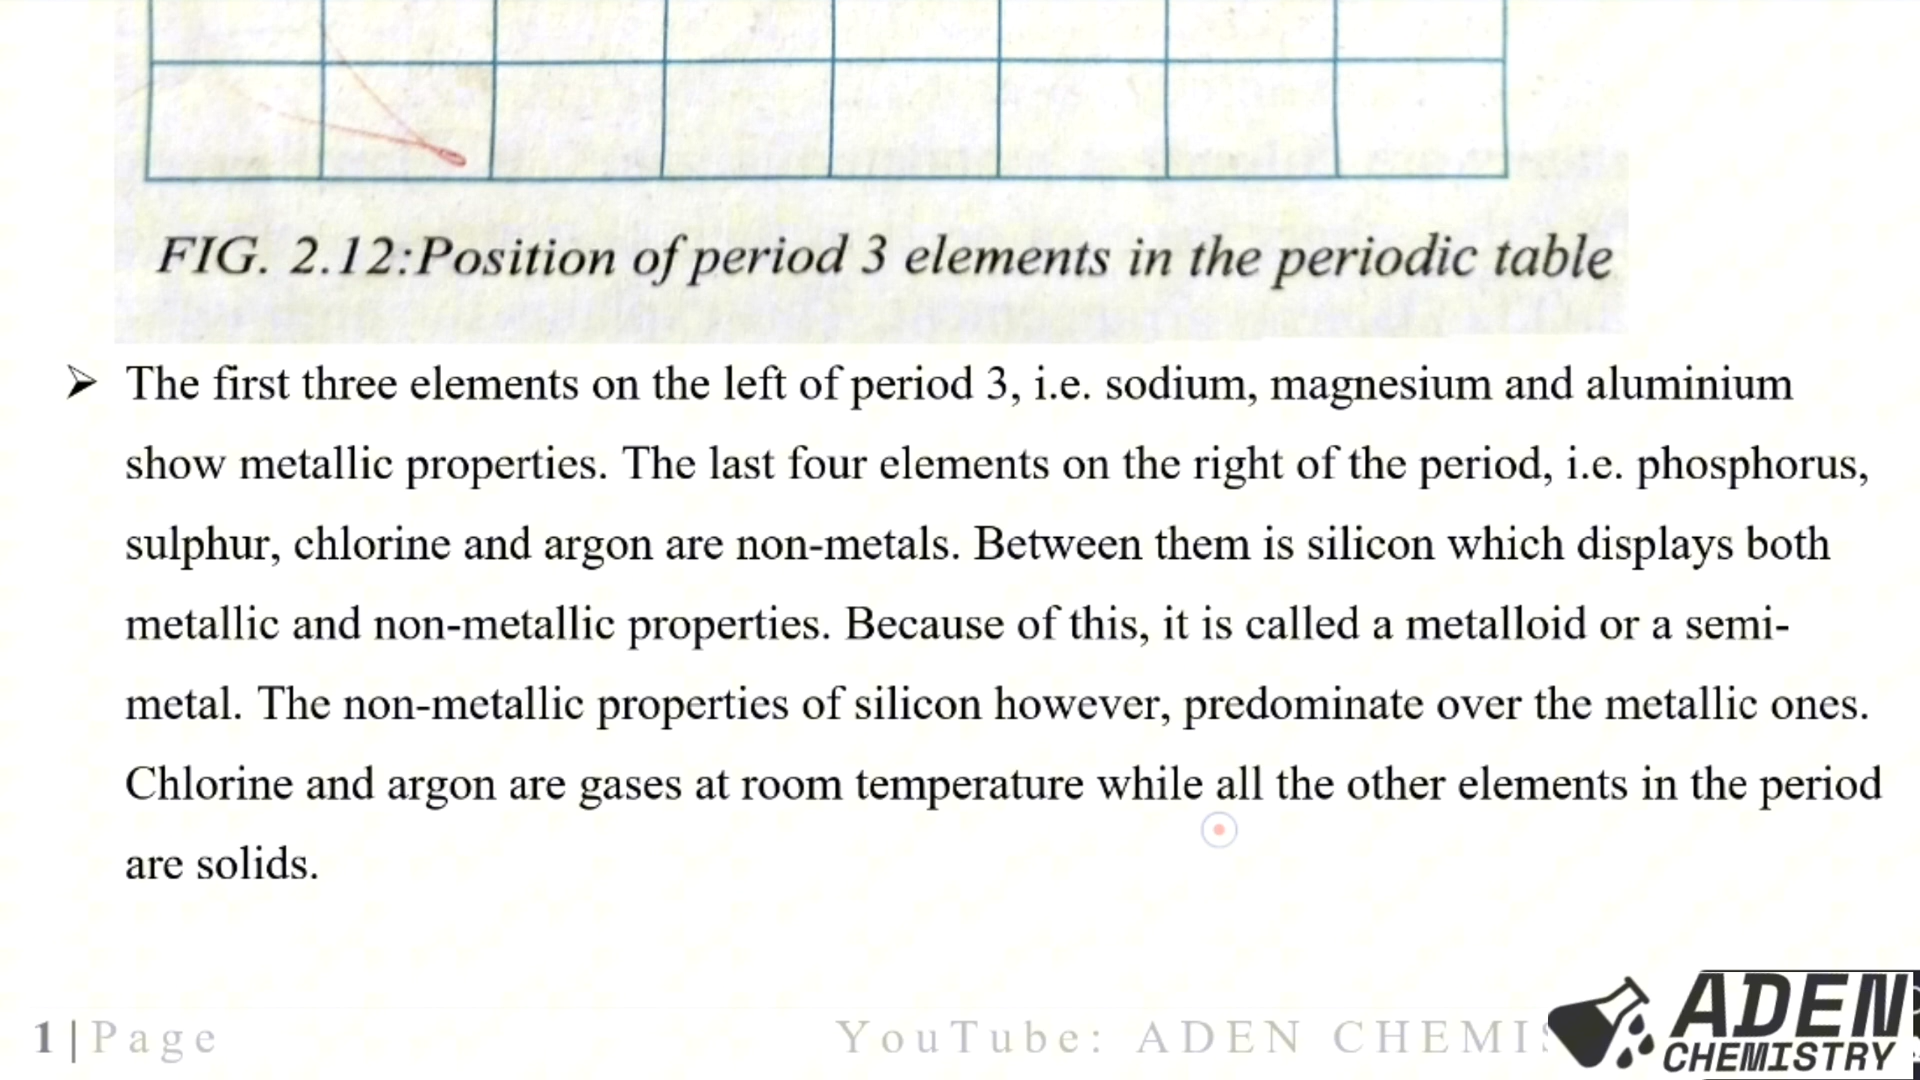 FIG. 2.12:Position of period 3 elements in the periodic table
➢ The first three elements on the left of period 3, i.e. sodium, magnesium and aluminium
show metallic properties. The last four elements on the right of the period, i.e. phosphorus,
sulphur, chlorine and argon are non-metals. Between them is silicon which displays both
metallic and non-metallic properties. Because of this, it is called a metalloid or a semi-
metal. The non-metallic properties of silicon however, predominate over the metallic ones.
Chlorine and argon are gases at room temperature while all the other elements in the period
are solids.
1 | Page
YouTube: ADEN CHEMIS
ADEN
CHEMISTRY